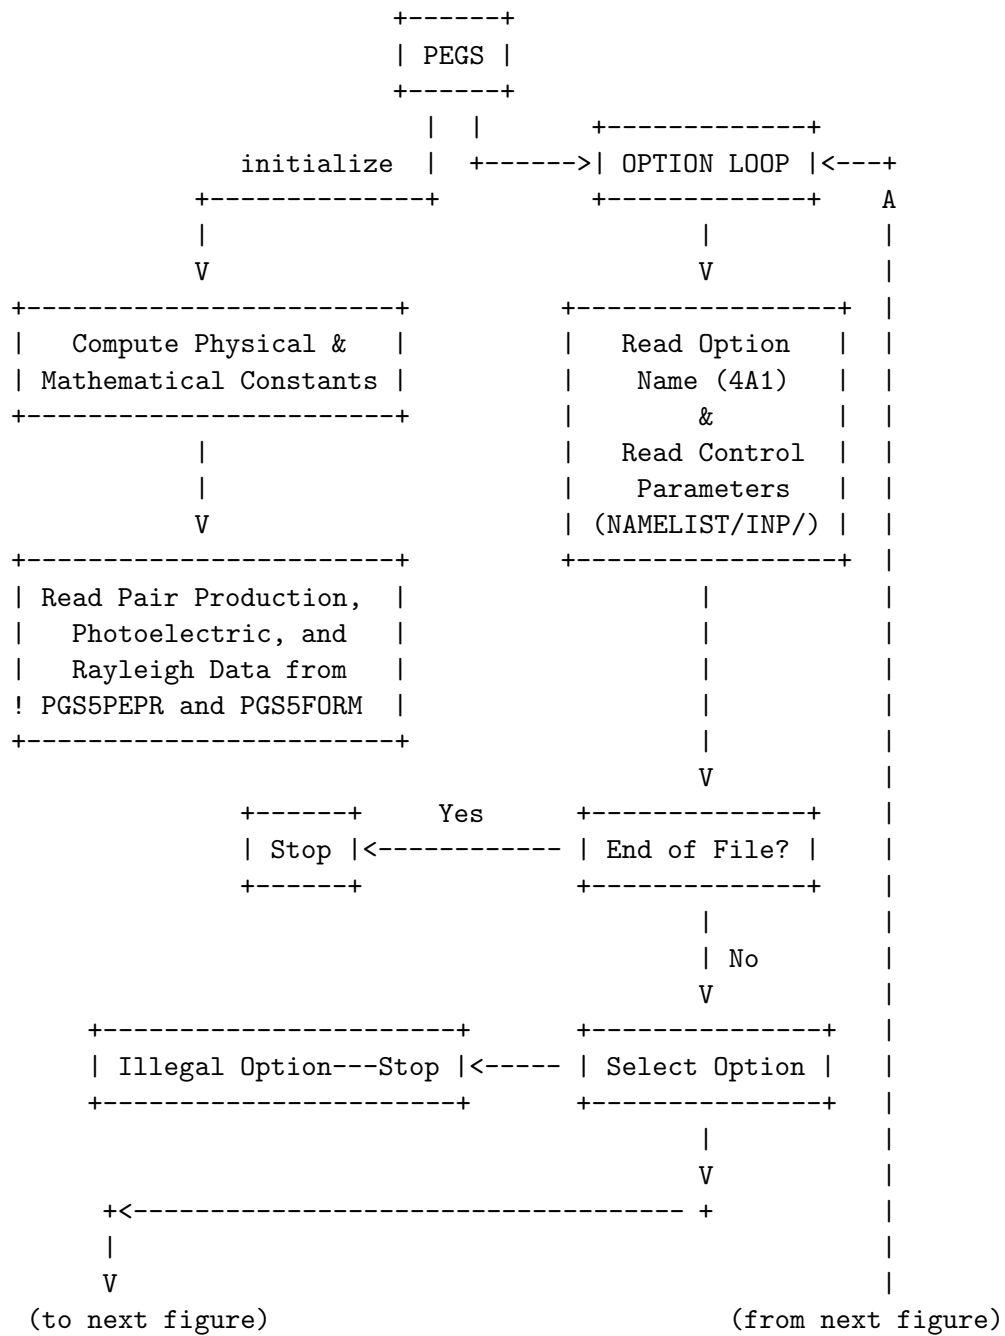 PEGS
initialize
OPTION LOOP
A
V
V
Compute Physical &
Mathematical Constants
Read Option
Name (4A1)
&
Read Control
Parameters
(NAMELIST/INP/)
V
Read Pair Production,
Photoelectric, and
Rayleigh Data from
! PGS5PEPR and PGS5FORM
V
Yes
Stop
End of File?
No
V
Illegal Option---Stop
Select Option
V
V
(to next figure)
(from next figure)